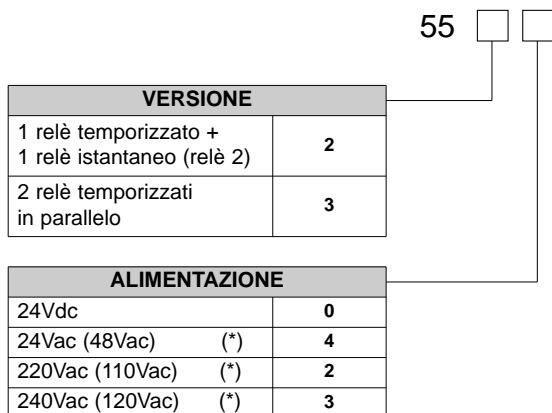 55
VERSIONE
1 relè temporizzato +
1 relè istantaneo (relè 2)
2
2 relè temporizzati
in parallelo
3
ALIMENTAZIONE
24Vdc 0
24Vac (48Vac) (*) 4
220Vac (110Vac) (*) 2
240Vac (120Vac) (*) 3